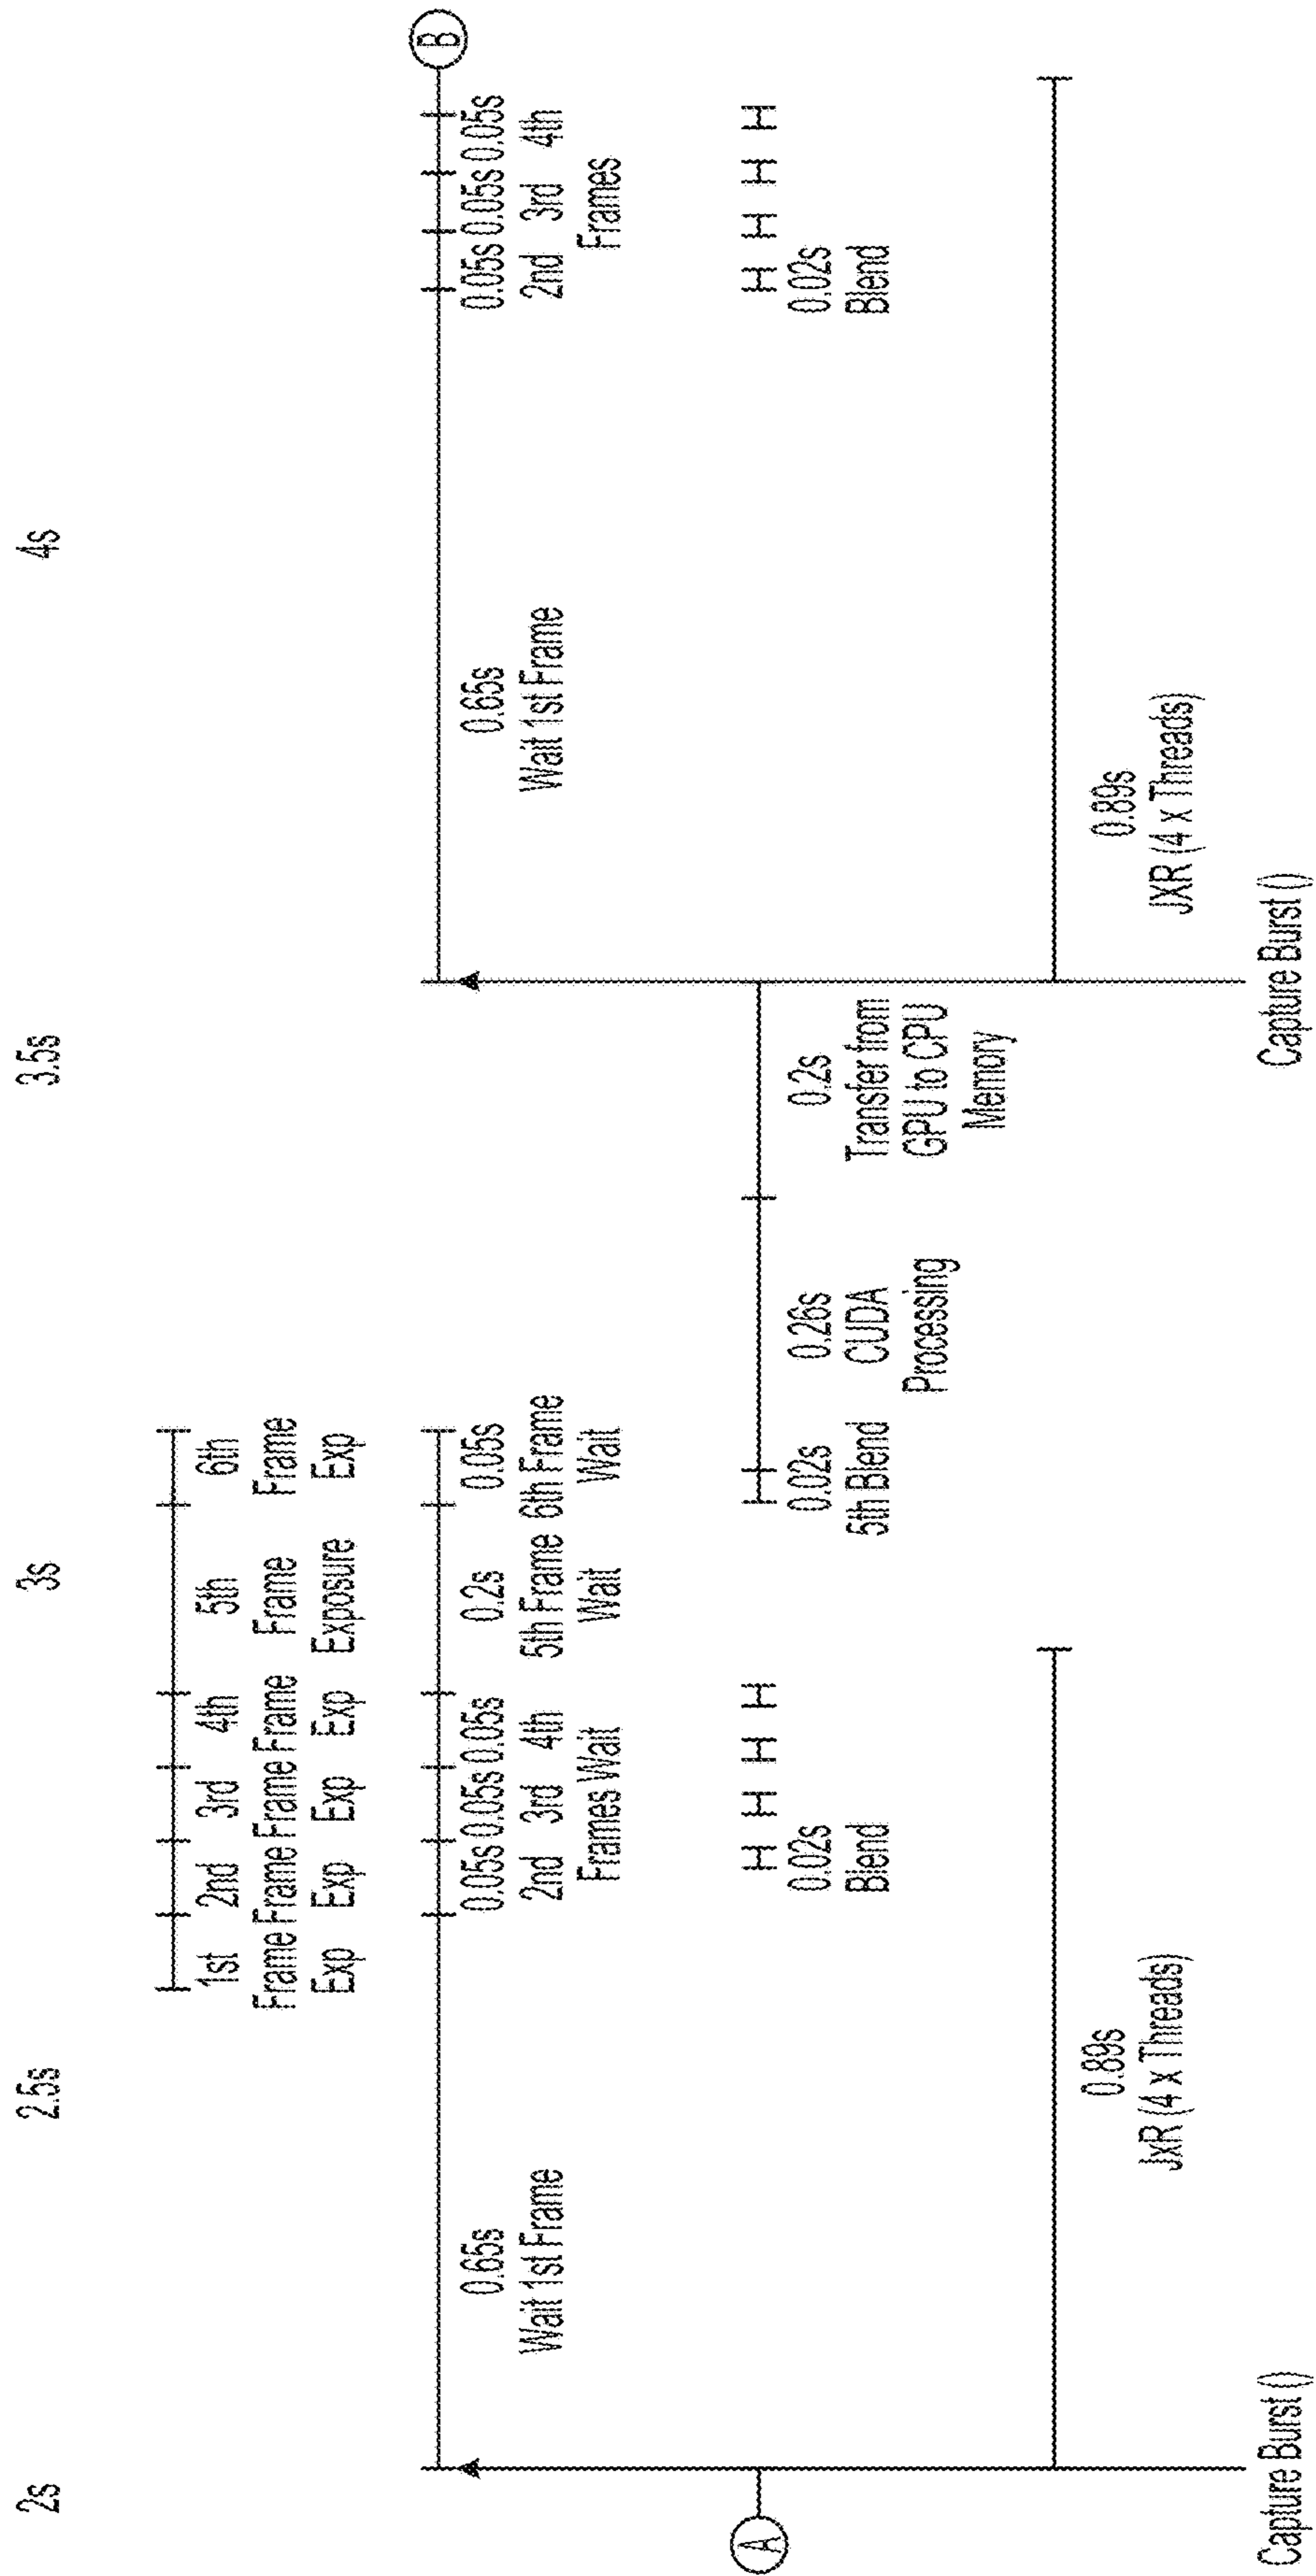 2s
2.5s
3s
3.5s
4s
1st
Frame
Exp
2nd
Frame
Exp
3rd
Frame
Exp
4th
Frame
Exp
5th
Frame
Exposure
6th
Frame
Exp
0.65s
Wait 1st Frame
0.05s 0.05s 0.05s
2nd 3rd 4th
Frames Wait
0.2s
5th Frame
Wait
0.05s
6th Frame
Wait
0.65s
Wait 1st Frame
0.05s 0.05s 0.05s
2nd 3rd 4th
Frames
B
A
0.02s
Blend
0.02s
5th Blend
0.26s
CUDA
Processing
0.2s
Transfer from
GPU to CPU
Memory
0.02s
Blend
0.89s
JxR (4 x Threads)
0.89s
JXR (4 x Threads)
Capture Burst ()
Capture Burst ()